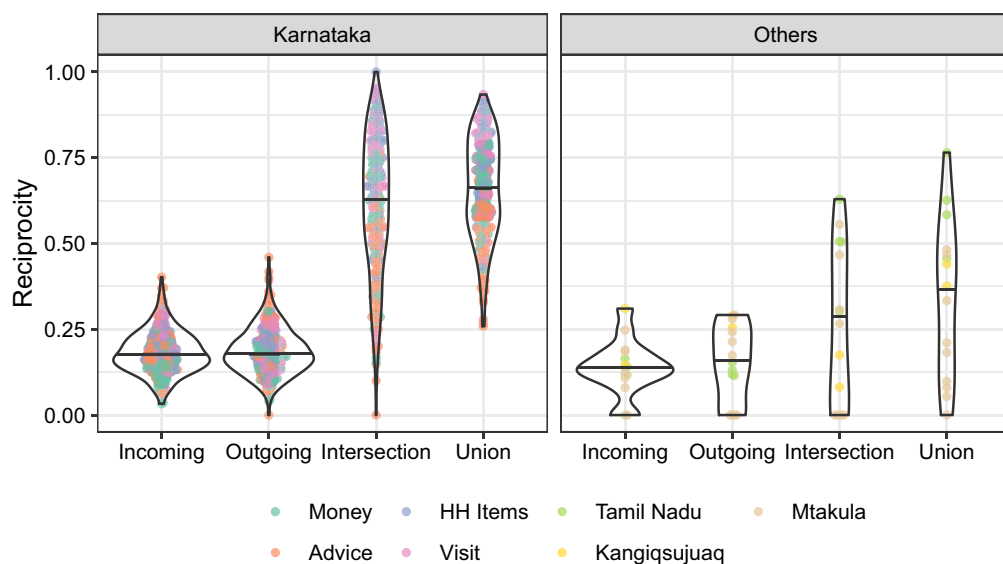 Karnataka Others
Reciprocity
1.00
0.75
0.50
0.25
0.00
Incoming Outgoing Intersection Union Incoming Outgoing Intersection Union
Money HH Items Tamil Nadu Mtakula
Advice Visit Kangiqsujuaq